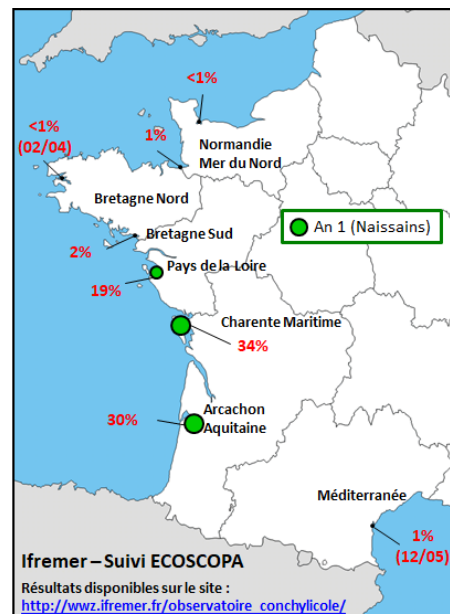 <1%
<1%
(02/04)
1%
Normandie
Mer du Nord
Bretagne Nord
An 1 (Naissains)
Bretagne Sud
2%
Pays de la Loire
19%
Charente Maritime
34%
30%
Arcachon
Aquitaine
Méditerranée
1%
(12/05)
Ifremer – Suivi ECOSCOPA
Résultats disponibles sur le site :
http://wwz.ifremer.fr/observatoire_conchylicole/